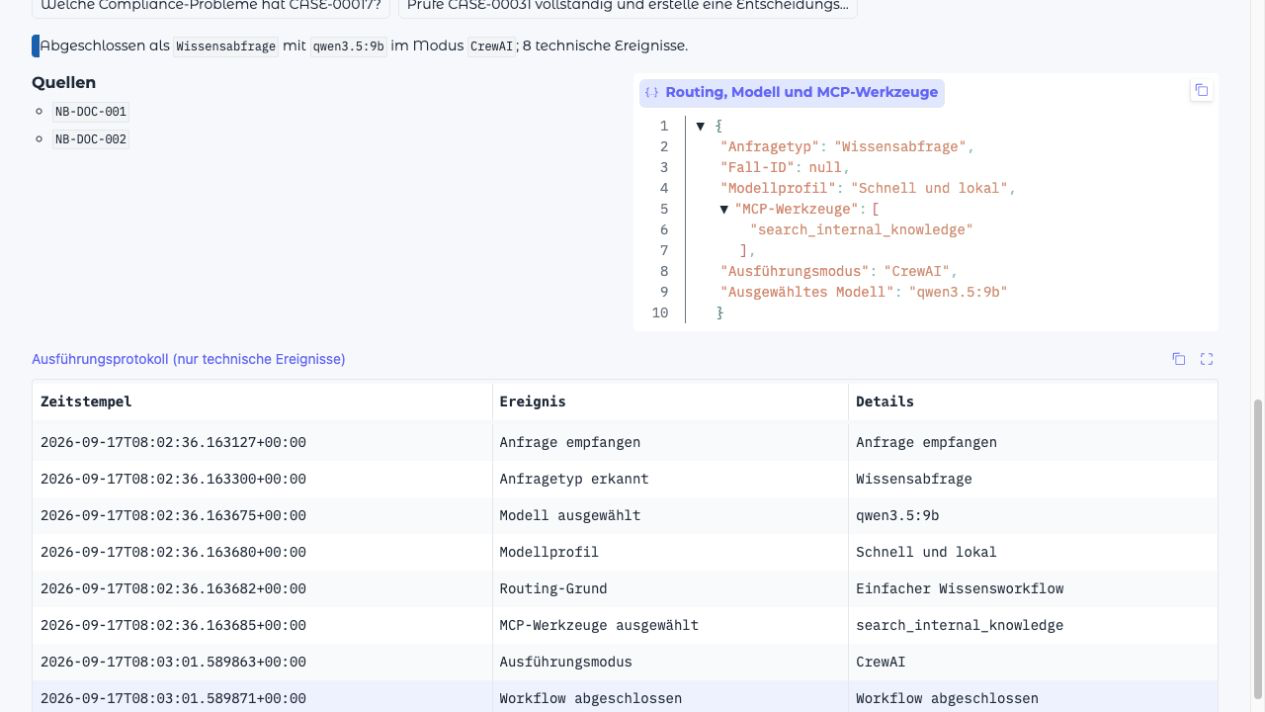 Welche Compliance-Probleme hat CASE-00017?
Prüfe CASE-00031 vollständig und erstelle eine Entscheidungs...
Abgeschlossen als Wissensabfrage mit qwen3.5:9b im Modus CrewAI; 8 technische Ereignisse.
Quellen
NB-DOC-001
NB-DOC-002
{} Routing, Modell und MCP-Werkzeuge
1 ▼ {
2 "Anfragetyp": "Wissensabfrage",
3 "Fall-ID": null,
4 "Modellprofil": "Schnell und lokal",
5 ▼ "MCP-Werkzeuge": [
6 "search_internal_knowledge"
7 ],
8 "Ausführungsmodus": "CrewAI",
9 "Ausgewähltes Modell": "qwen3.5:9b"
10 }
Ausführungsprotokoll (nur technische Ereignisse)
Zeitstempel Ereignis Details
2026-09-17T08:02:36.163127+00:00 Anfrage empfangen Anfrage empfangen
2026-09-17T08:02:36.163300+00:00 Anfragetyp erkannt Wissensabfrage
2026-09-17T08:02:36.163675+00:00 Modell ausgewählt qwen3.5:9b
2026-09-17T08:02:36.163680+00:00 Modellprofil Schnell und lokal
2026-09-17T08:02:36.163682+00:00 Routing-Grund Einfacher Wissensworkflow
2026-09-17T08:02:36.163685+00:00 MCP-Werkzeuge ausgewählt search_internal_knowledge
2026-09-17T08:03:01.589863+00:00 Ausführungsmodus CrewAI
2026-09-17T08:03:01.589871+00:00 Workflow abgeschlossen Workflow abgeschlossen